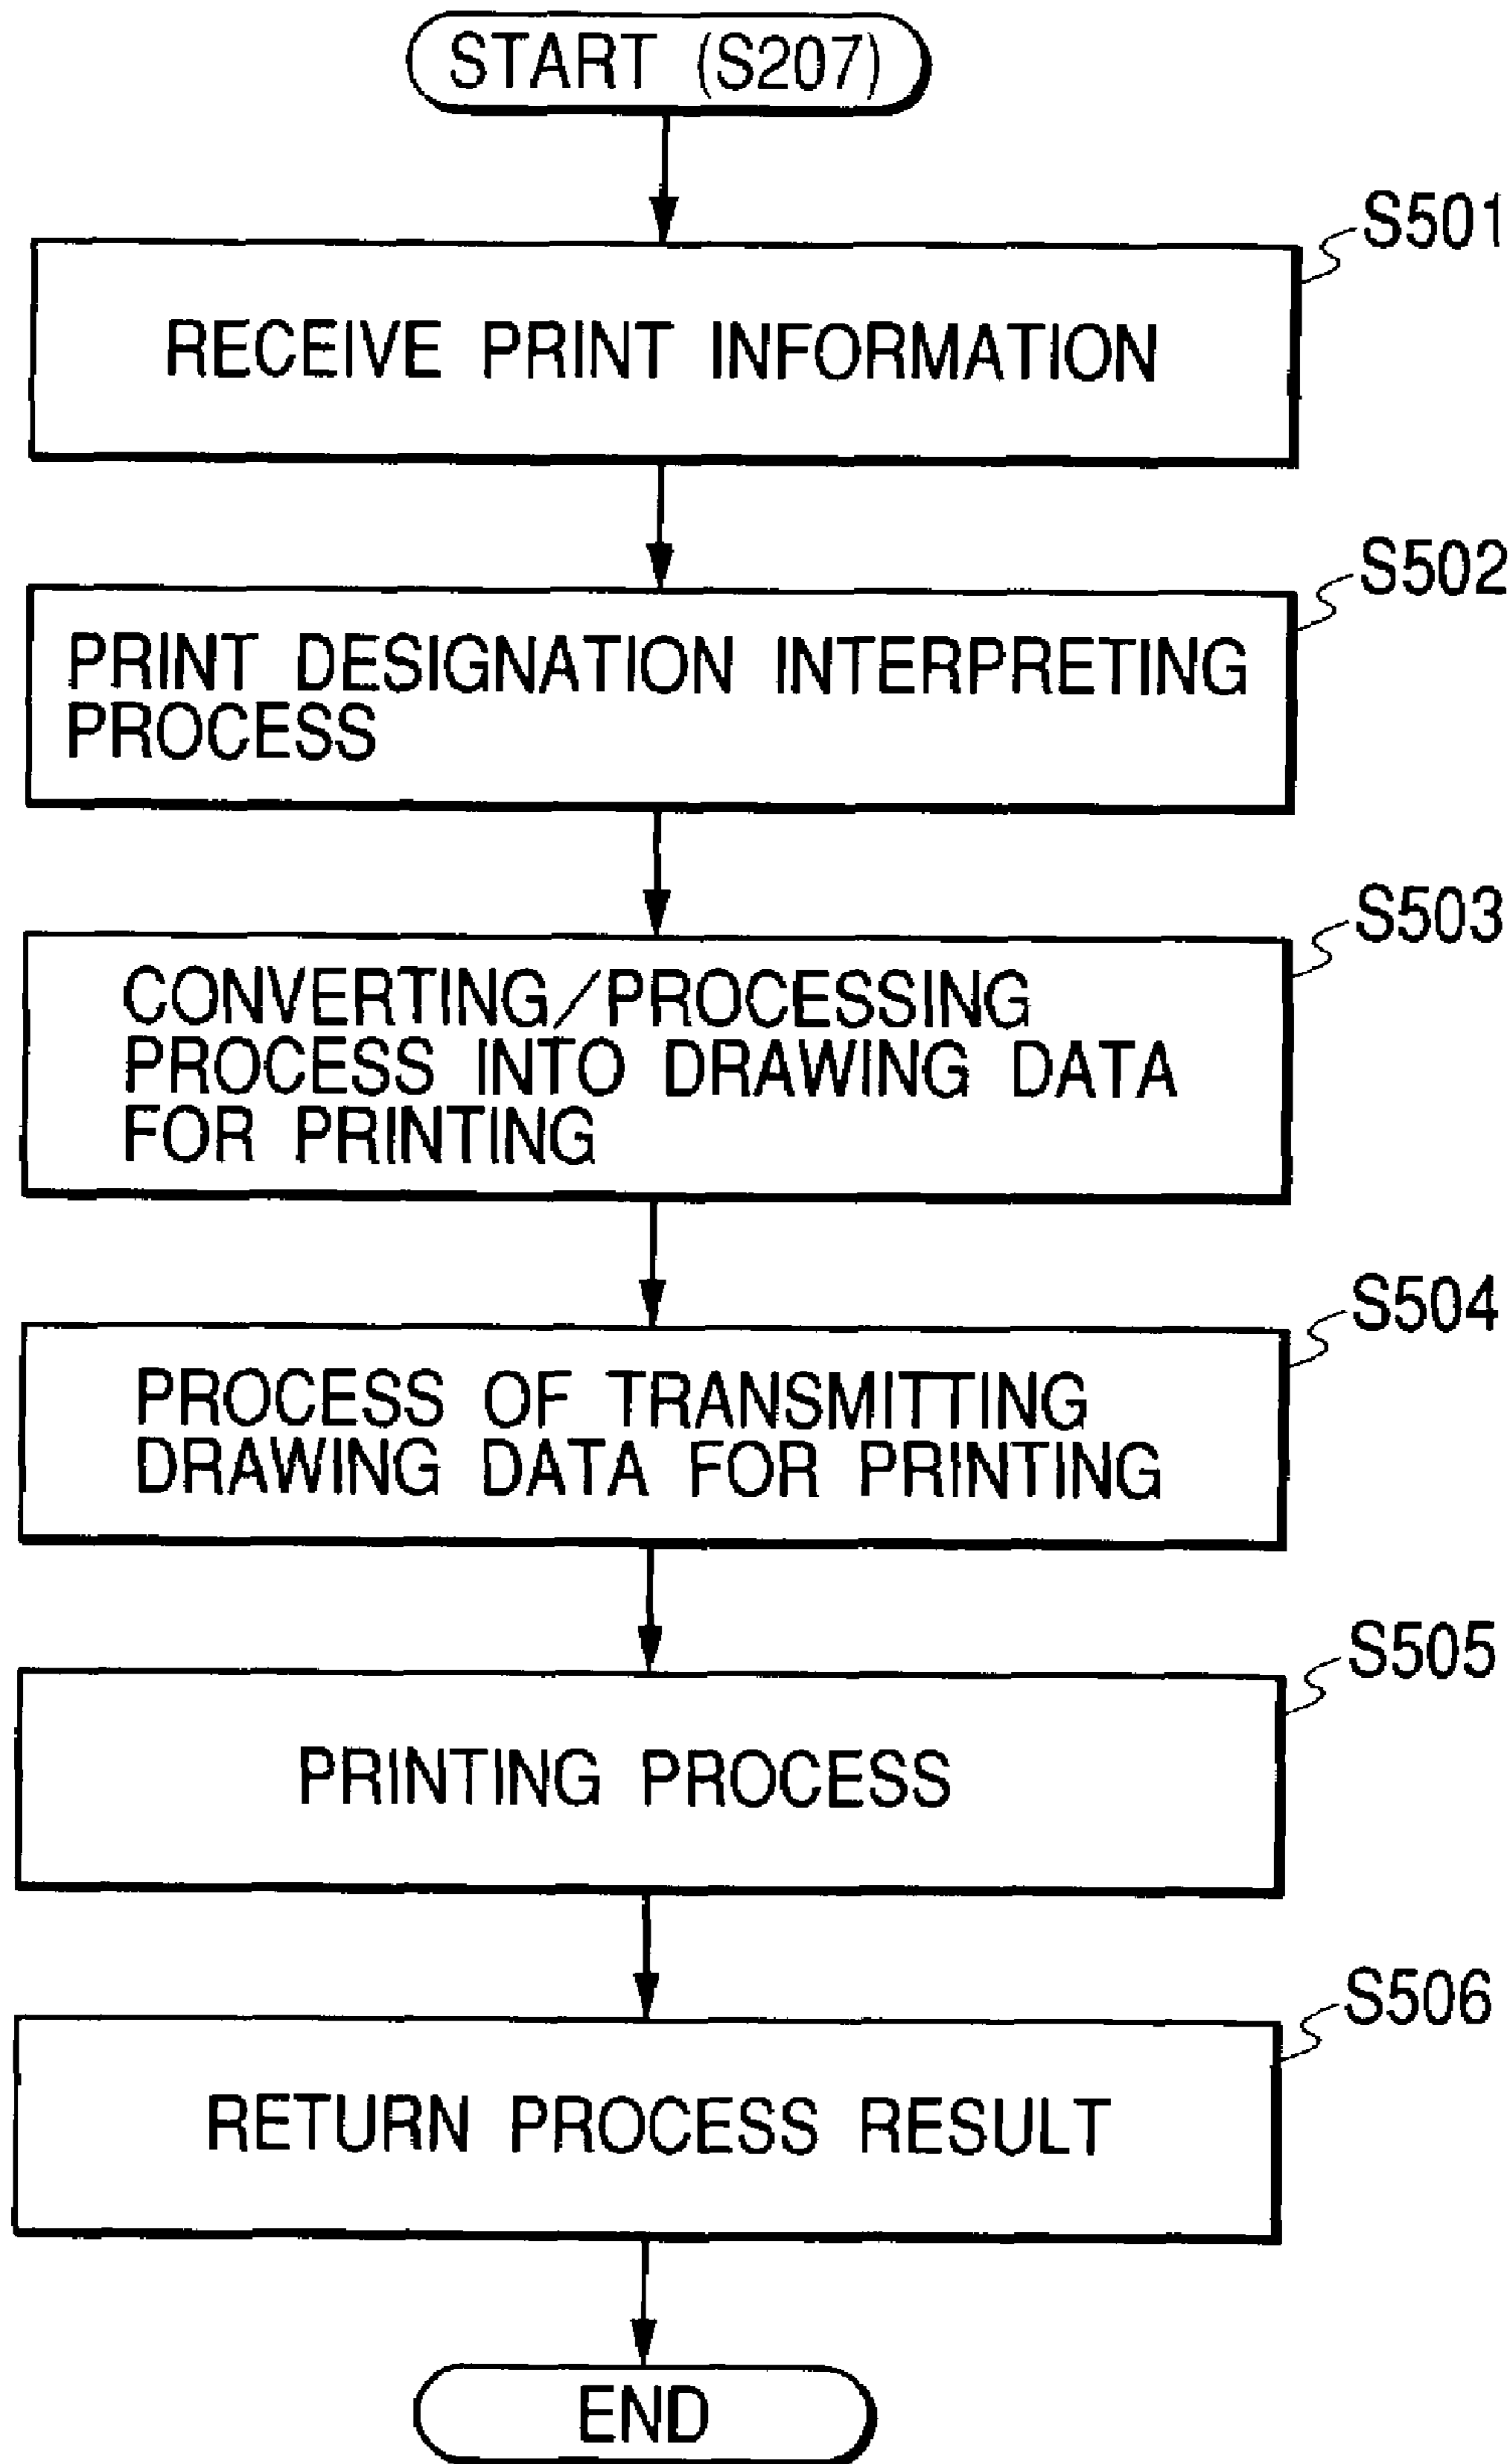 START (S207)
S501
RECEIVE PRINT INFORMATION
S502
PRINT DESIGNATION INTERPRETING
PROCESS
S503
CONVERTING/PROCESSING
PROCESS INTO DRAWING DATA
FOR PRINTING
S504
PROCESS OF TRANSMITTING
DRAWING DATA FOR PRINTING
S505
PRINTING PROCESS
S506
RETURN PROCESS RESULT
END